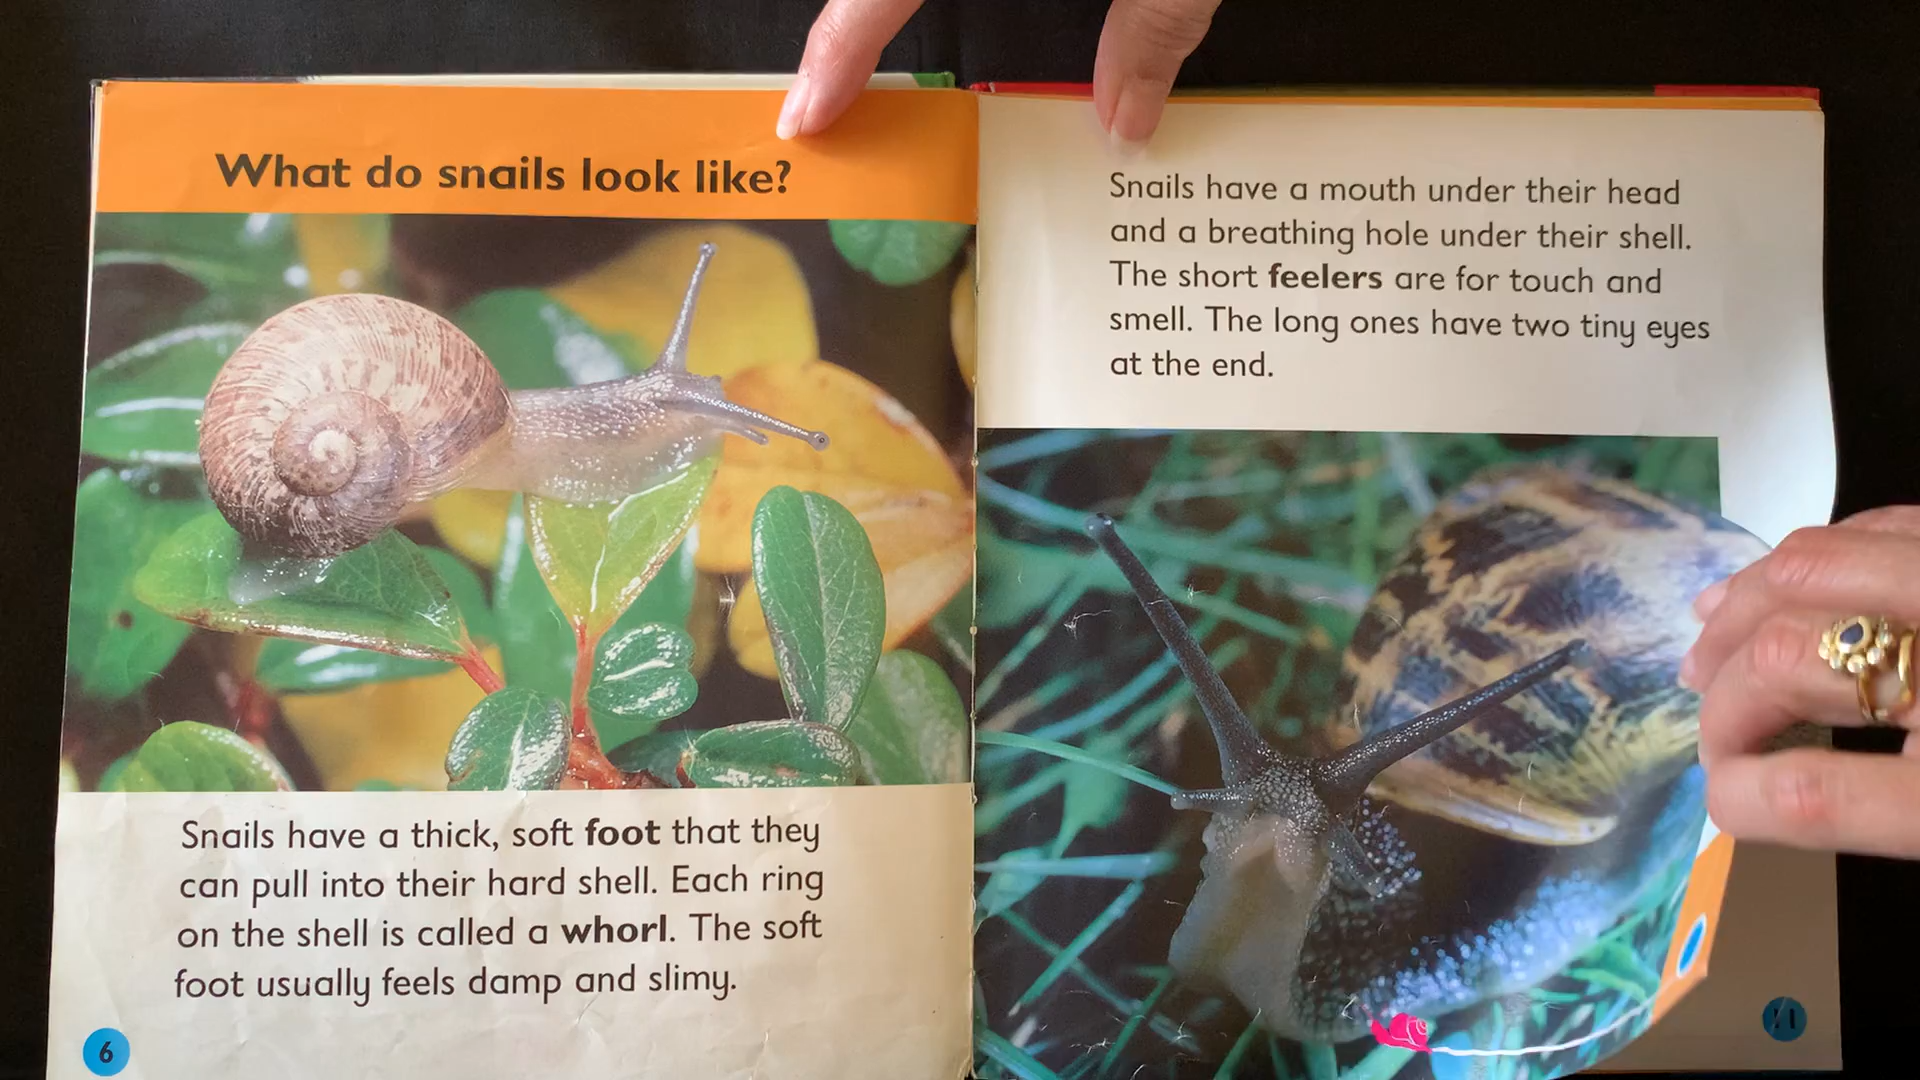 What do snails look like?
Snails have a thick, soft foot that they
can pull into their hard shell. Each ring
on the shell is called a whorl. The soft
foot usually feels damp and slimy.
6
Snails have a mouth under their head
and a breathing hole under their shell.
The short feelers are for touch and
smell. The long ones have two tiny eyes
at the end.